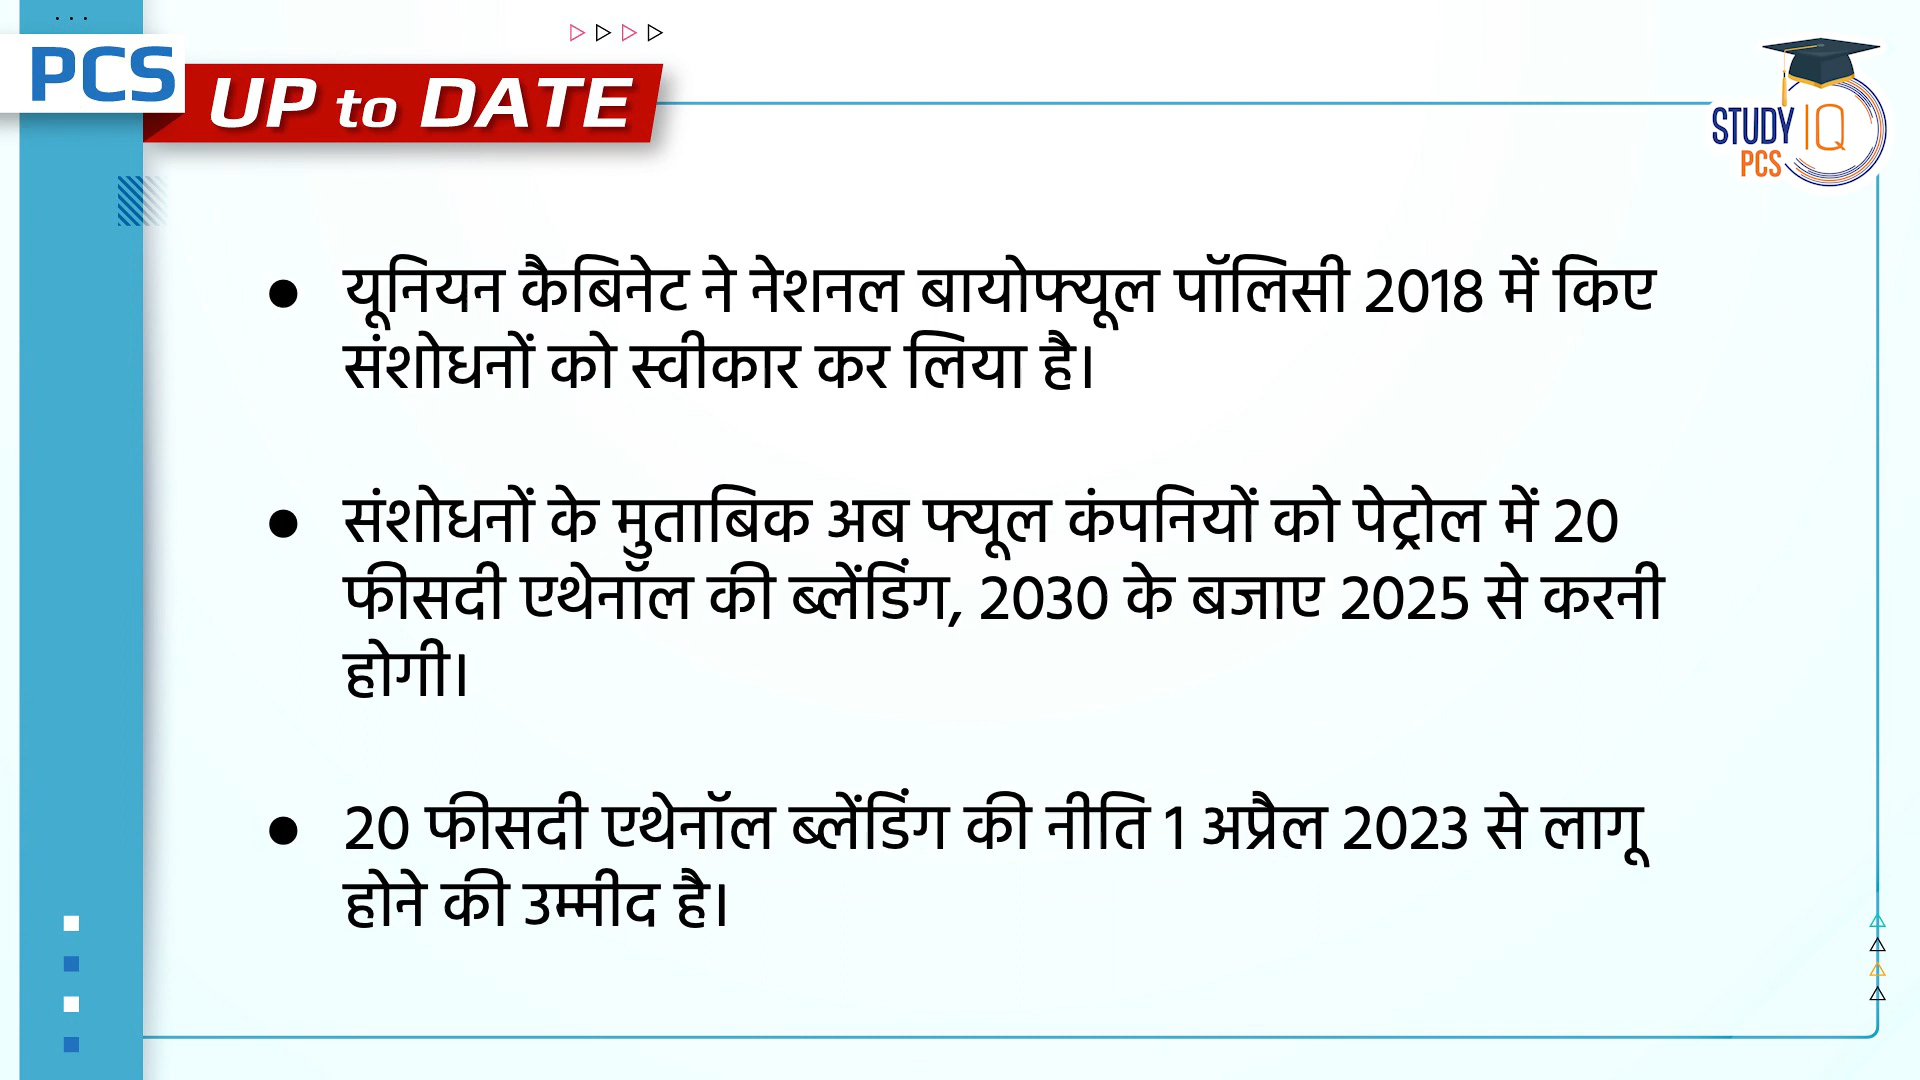 PCS
UP to DATE
STUDY IQ
PCS
● यूनियन कैबिनेट ने नेशनल बायोफ्यूल पॉलिसी 2018 में किए
संशोधनों को स्वीकार कर लिया है।
● संशोधनों के मुताबिक अब फ्यूल कंपनियों को पेट्रोल में 20
फीसदी एथेनॉल की ब्लेंडिंग, 2030 के बजाए 2025 से करनी
होगी।
● 20 फीसदी एथेनॉल ब्लेंडिंग की नीति 1 अप्रैल 2023 से लागू
होने की उम्मीद है।